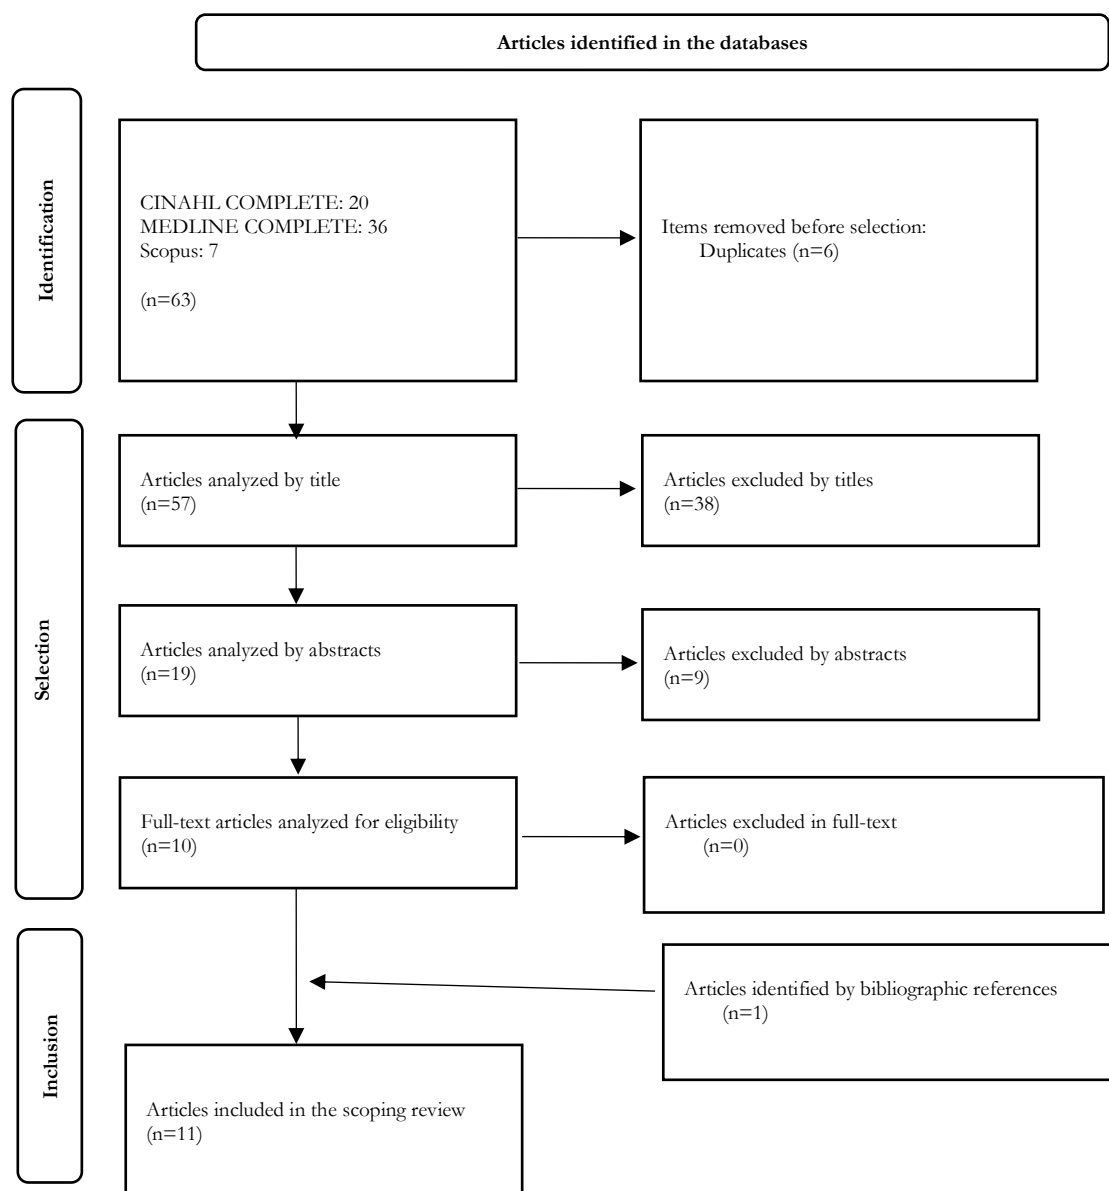 Articles identified in the databases
Identification
CINAHL COMPLETE: 20
MEDLINE COMPLETE: 36
Scopus: 7
(n=63)
Items removed before selection:
Duplicates (n=6)
Selection
Articles analyzed by title
(n=57)
Articles excluded by titles
(n=38)
Articles analyzed by abstracts
(n=19)
Articles excluded by abstracts
(n=9)
Full-text articles analyzed for eligibility
(n=10)
Articles excluded in full-text
(n=0)
Inclusion
Articles identified by bibliographic references
(n=1)
Articles included in the scoping review
(n=11)